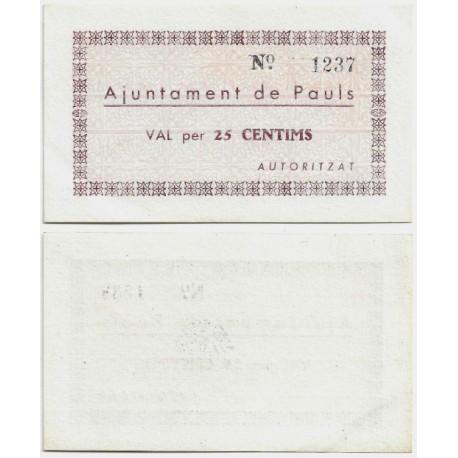 Nº 1237
Ajuntament de Pauls
VAL per 25 CENTIMS
AUTORITZAT